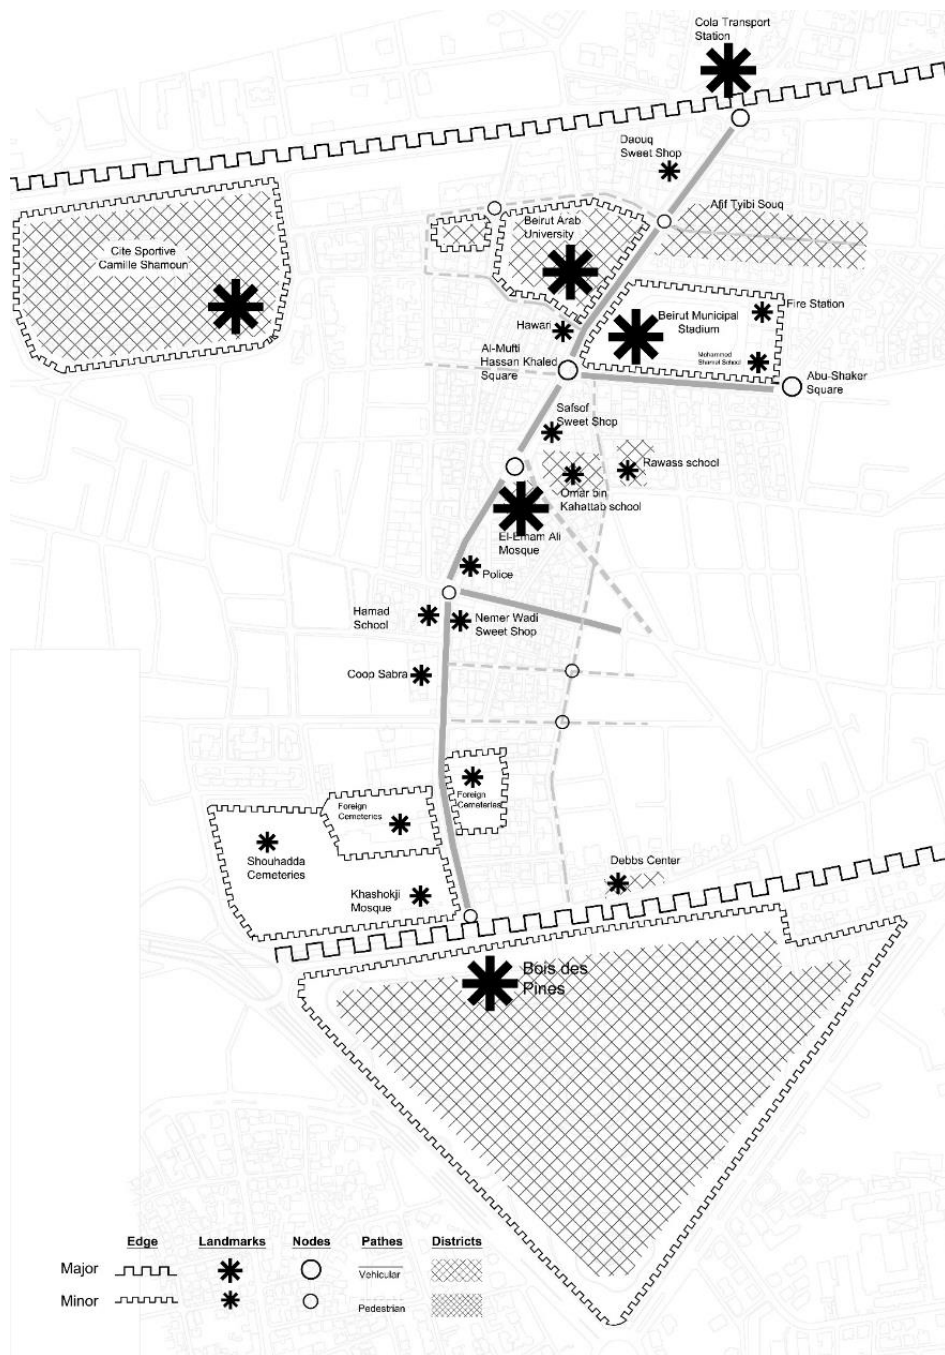 Cola Transport
Station
Daouq
Sweet Shop
Afif Tyibi Souq
Beirut Arab
University
Cite Sportive
Camille Shamoun
Fire Station
Beirut Municipal
Stadium
Hawari
Mohammed
Shamel School
Al-Mufti
Hassan Khaled
Square
Abu-Shaker
Square
Safsof
Sweet Shop
Rawass school
Omar bin
Kahattab school
El-Emam Ali
Mosque
Police
Hamad
School
Nemer Wadi
Sweet Shop
Coop Sabra
Foreign
Cemeteries
Foreign
Cemeteries
Shouhadda
Cemeteries
Khashokji
Mosque
Debbs Center
Bois des
Pines
Edge Landmarks Nodes Pathes Districts
Major Vehicular
Minor Pedestrian